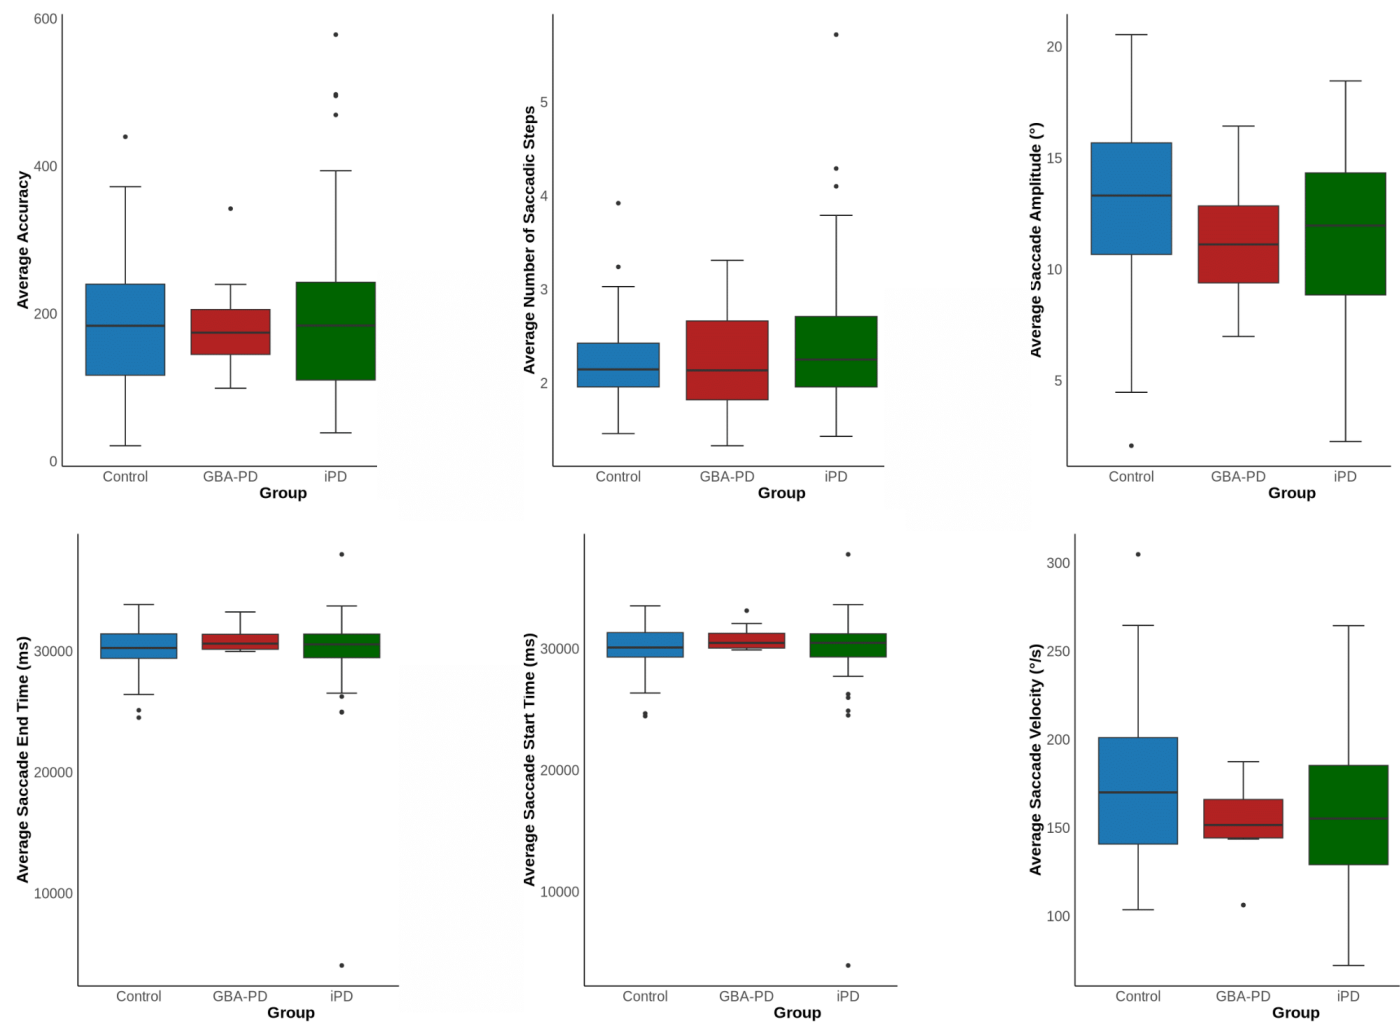 Average Accuracy
600
400
200
0
Control GBA-PD iPD
Group
Average Number of Saccadic Steps
5
4
3
2
Control GBA-PD iPD
Group
Average Saccade Amplitude (°)
20
15
10
5
Control GBA-PD iPD
Group
Average Saccade End Time (ms)
30000
20000
10000
Control GBA-PD iPD
Group
Average Saccade Start Time (ms)
30000
20000
10000
Control GBA-PD iPD
Group
Average Saccade Velocity (°/s)
300
250
200
150
100
Control GBA-PD iPD
Group